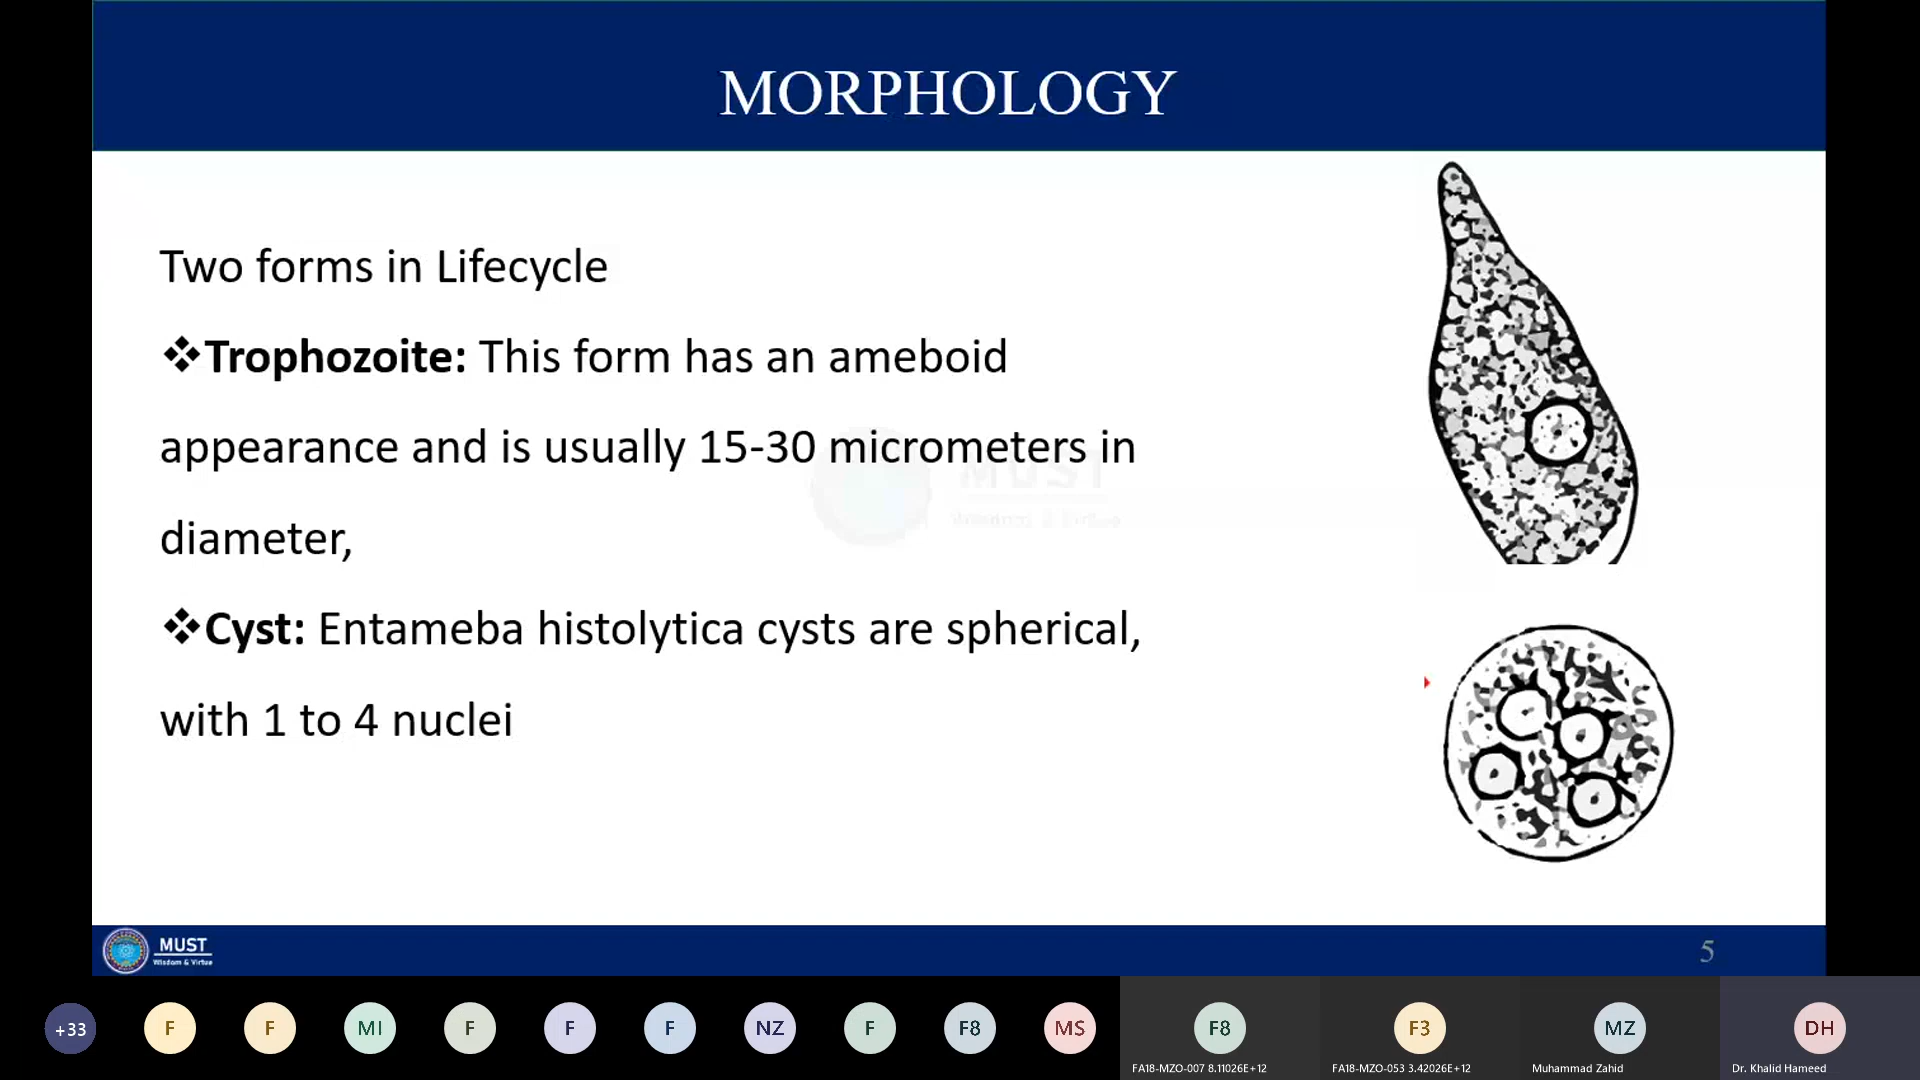 MORPHOLOGY
Two forms in Lifecycle
❖Trophozoite: This form has an ameboid
appearance and is usually 15-30 micrometers in
diameter,
❖Cyst: Entameba histolytica cysts are spherical,
with 1 to 4 nuclei
MUST
Wisdom & Virtue
MUST
Wisdom & Virtue
5
+33
F
F
MI
F
F
F
NZ
F
F8
MS
F8
F3
MZ
DH
FA18-MZO-007 8.11026E+12
FA18-MZO-053 3.42026E+12
Muhammad Zahid
Dr. Khalid Hameed